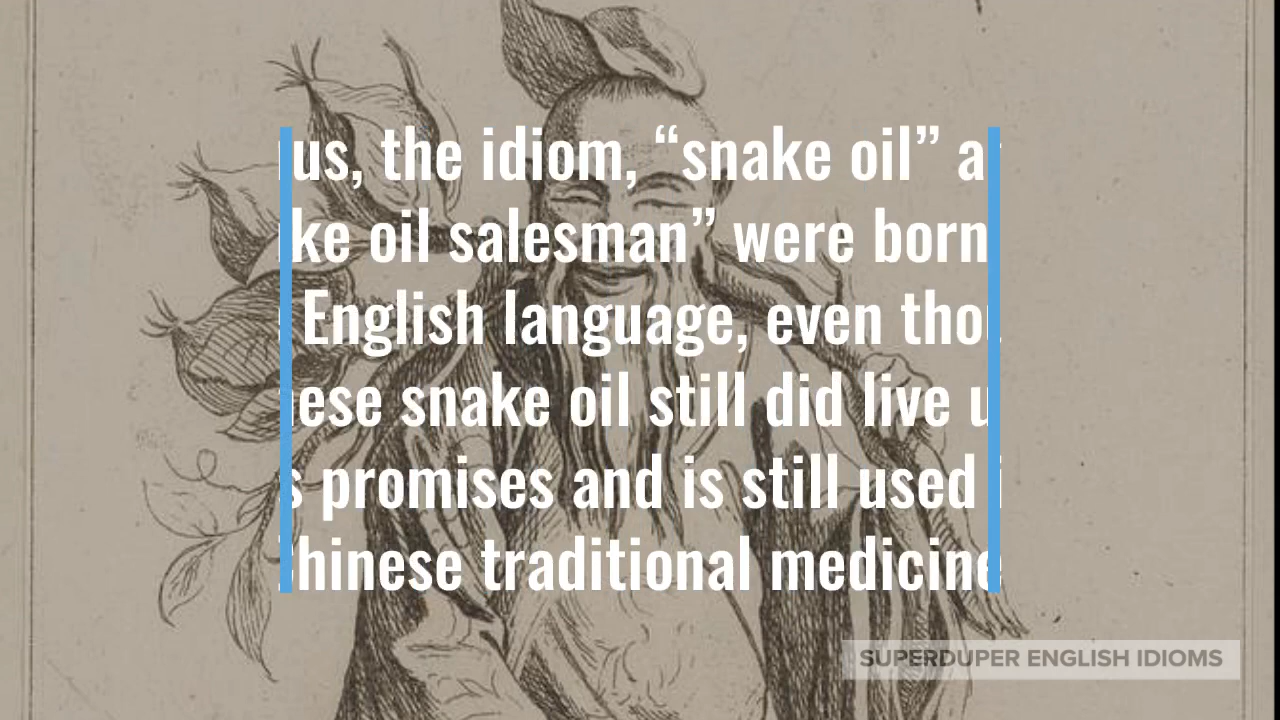 us, the idiom, “snake oil” a
ke oil salesman” were born
English language, even tho
ese snake oil still did live u
s promises and is still used i
hinese traditional medicine
SUPERDUPER ENGLISH IDIOMS